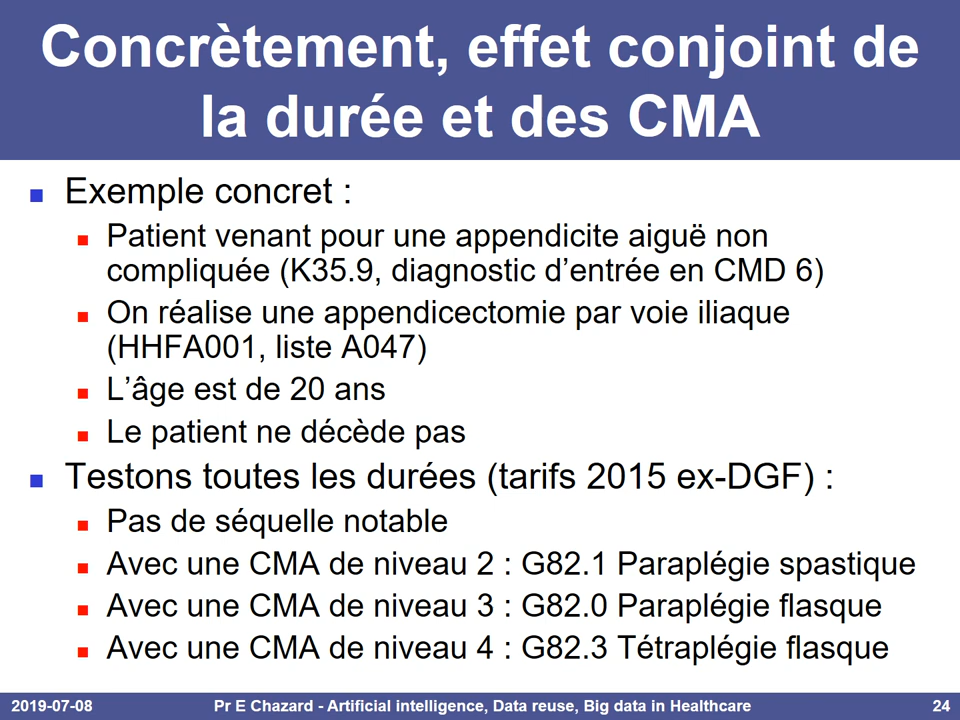 Concrètement, effet conjoint de
la durée et des CMA
Exemple concret :
Patient venant pour une appendicite aiguë non
compliquée (K35.9, diagnostic d’entrée en CMD 6)
On réalise une appendicectomie par voie iliaque
(HHFA001, liste A047)
L’âge est de 20 ans
Le patient ne décède pas
Testons toutes les durées (tarifs 2015 ex-DGF) :
Pas de séquelle notable
Avec une CMA de niveau 2 : G82.1 Paraplégie spastique
Avec une CMA de niveau 3 : G82.0 Paraplégie flasque
Avec une CMA de niveau 4 : G82.3 Tétraplégie flasque
2019-07-08 Pr E Chazard - Artificial intelligence, Data reuse, Big data in Healthcare 24